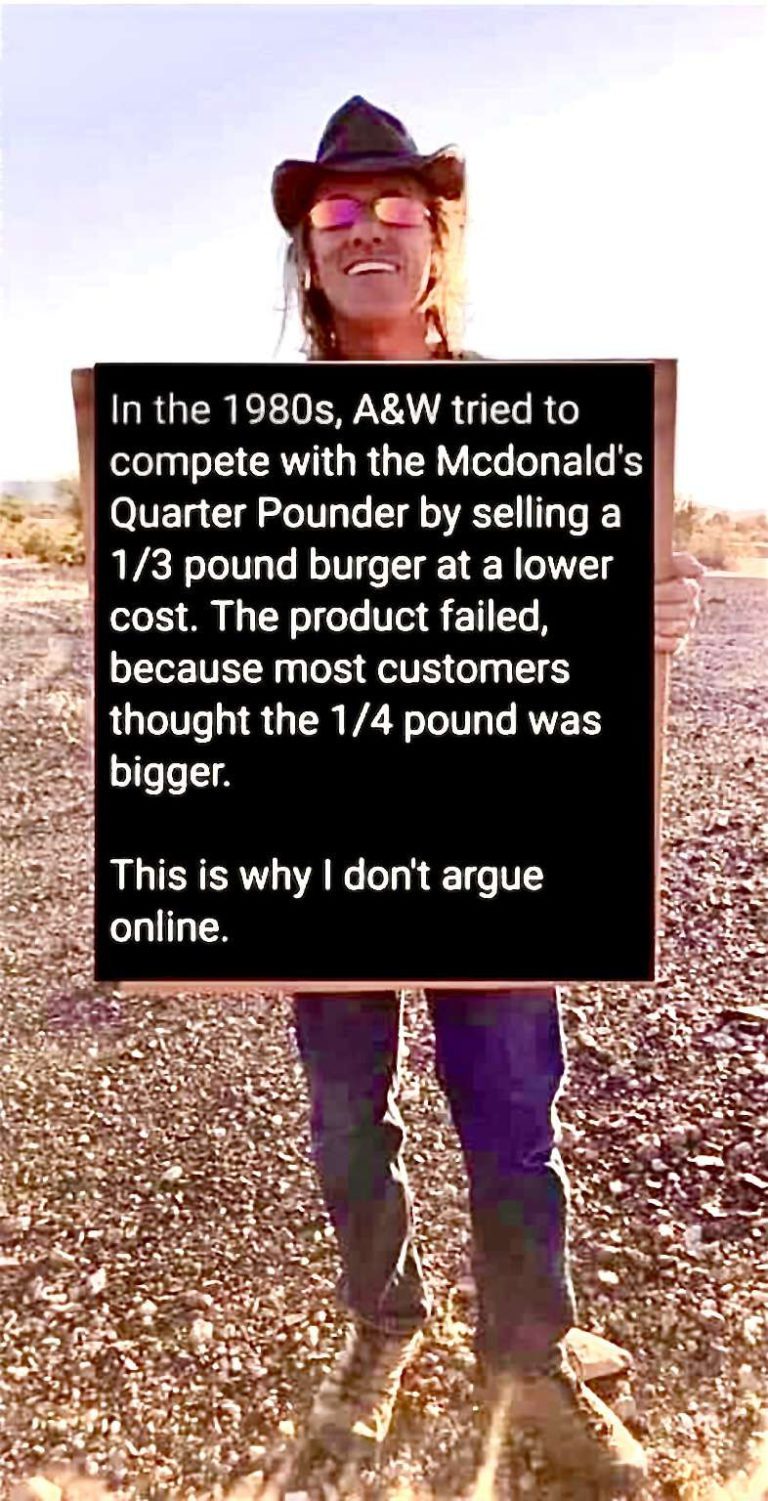 In the 1980s, A&W tried to
compete with the Mcdonald's
Quarter Pounder by selling a
1/3 pound burger at a lower
cost. The product failed,
because most customers
thought the 1/4 pound was
bigger.
This is why I don't argue
online.